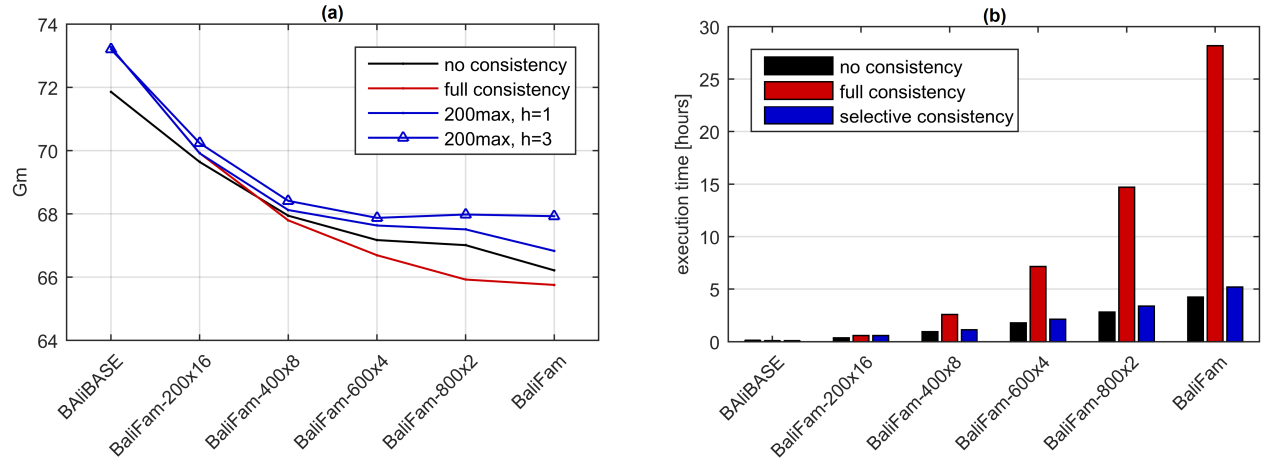 (a)
74
72
70
68
66
64
Gm
no consistency
full consistency
200max, h=1
200max, h=3
BAliBASE
BaliFam-200x16
BaliFam-400x8
BaliFam-600x4
BaliFam-800x2
BaliFam
(b)
30
25
20
15
10
5
0
execution time [hours]
no consistency
full consistency
selective consistency
BAliBASE
BaliFam-200x16
BaliFam-400x8
BaliFam-600x4
BaliFam-800x2
BaliFam